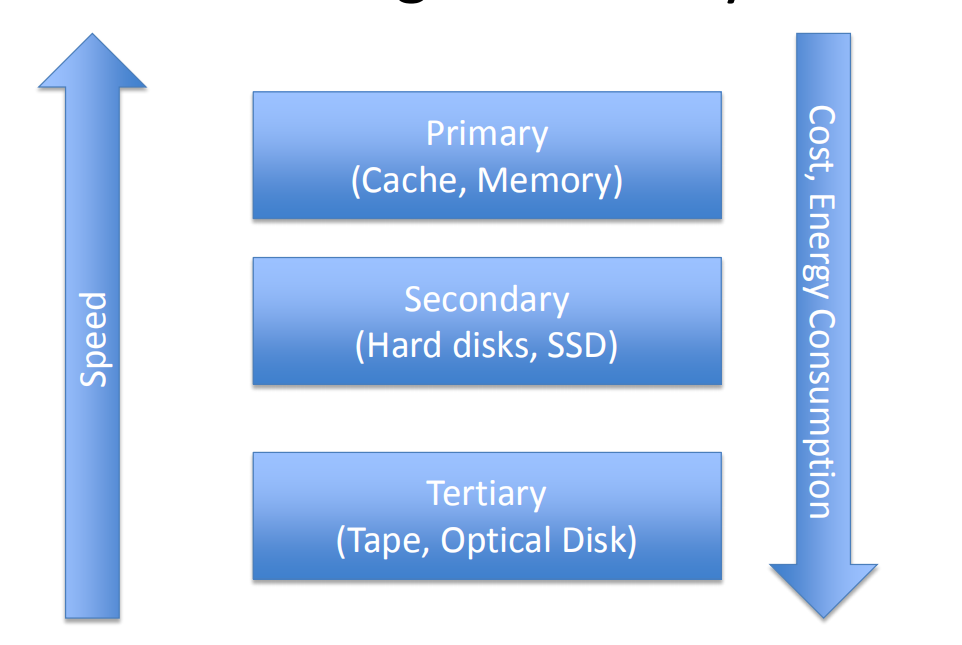 Speed
Primary
(Cache, Memory)
Secondary
(Hard disks, SSD)
Tertiary
(Tape, Optical Disk)
Cost, Energy Consumption